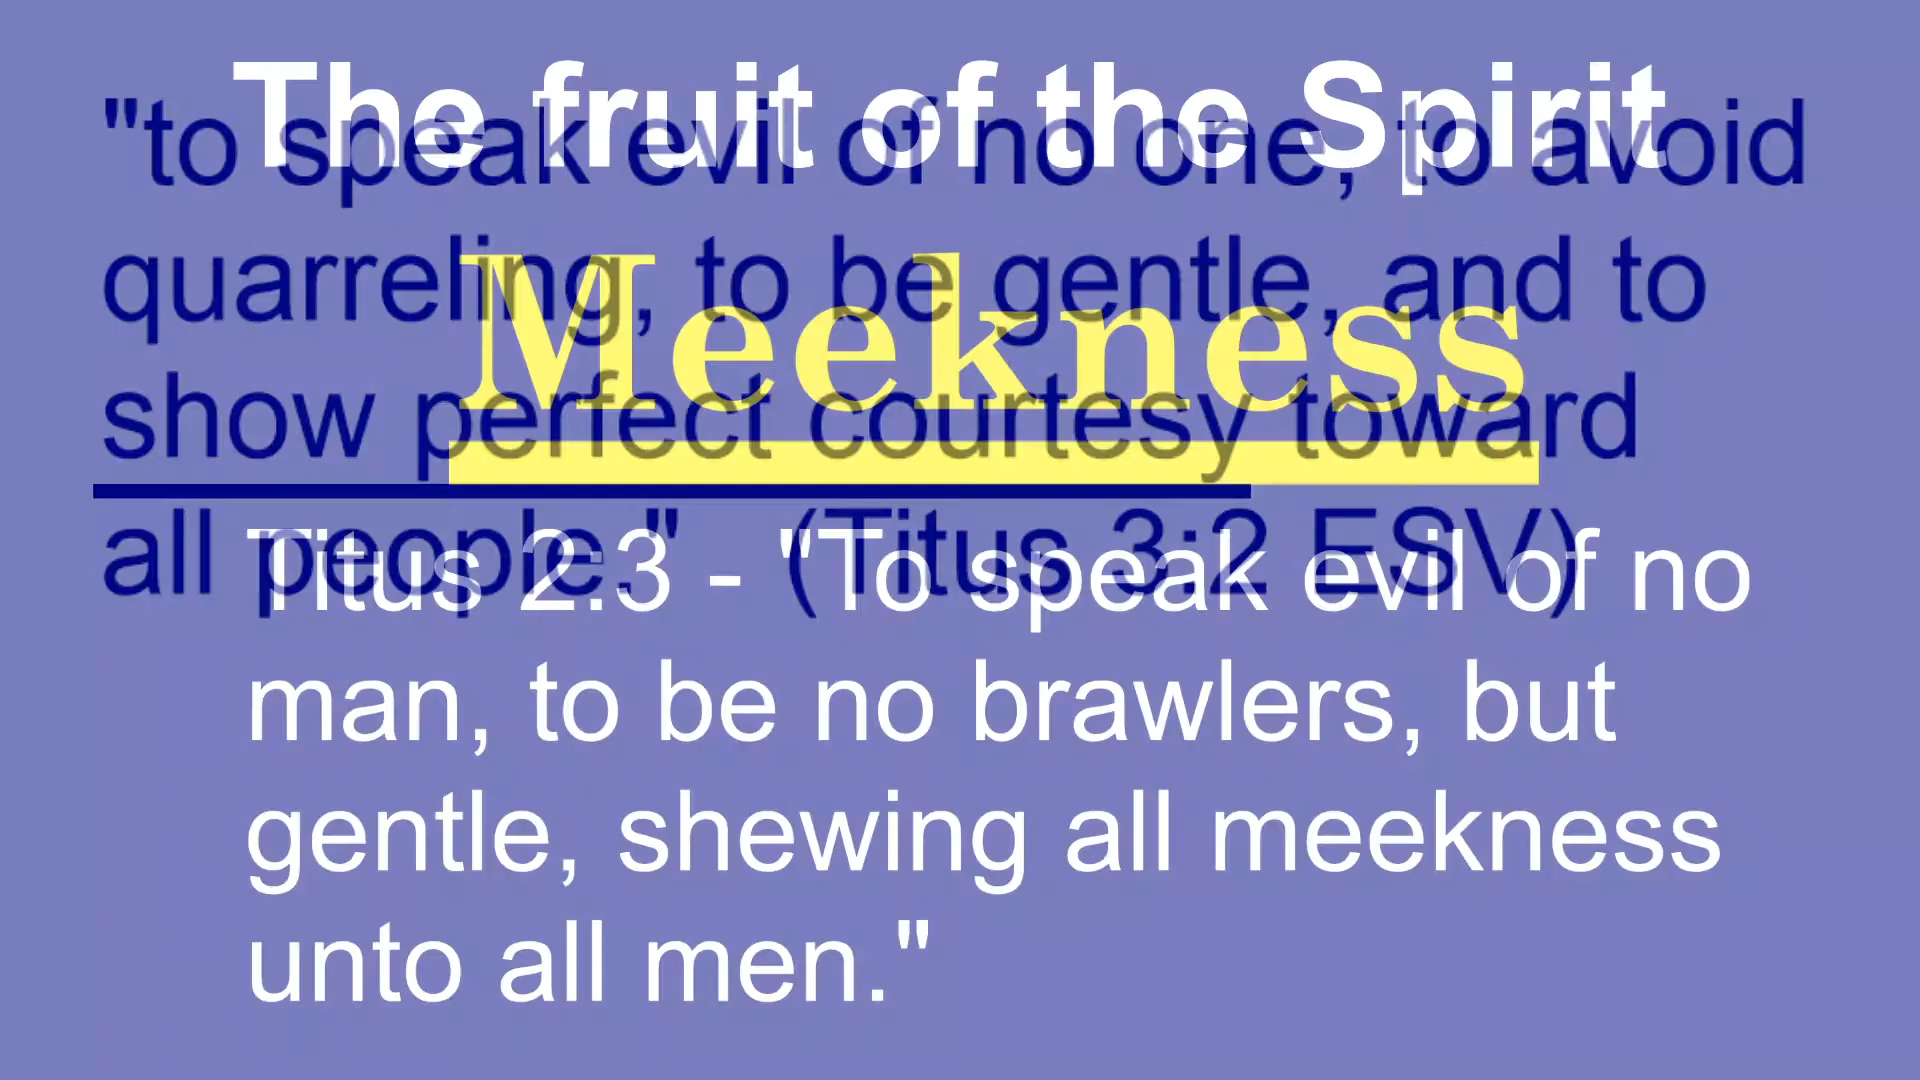 The fruit of the Spirit
"to speak evil of no one, to avoid
quarreling, to be gentle, and to
Meekness
show perfect courtesy toward
all people."  (Titus 3:2 ESV)
Titus 2:3 - "To speak evil of no
man, to be no brawlers, but
gentle, shewing all meekness
unto all men."